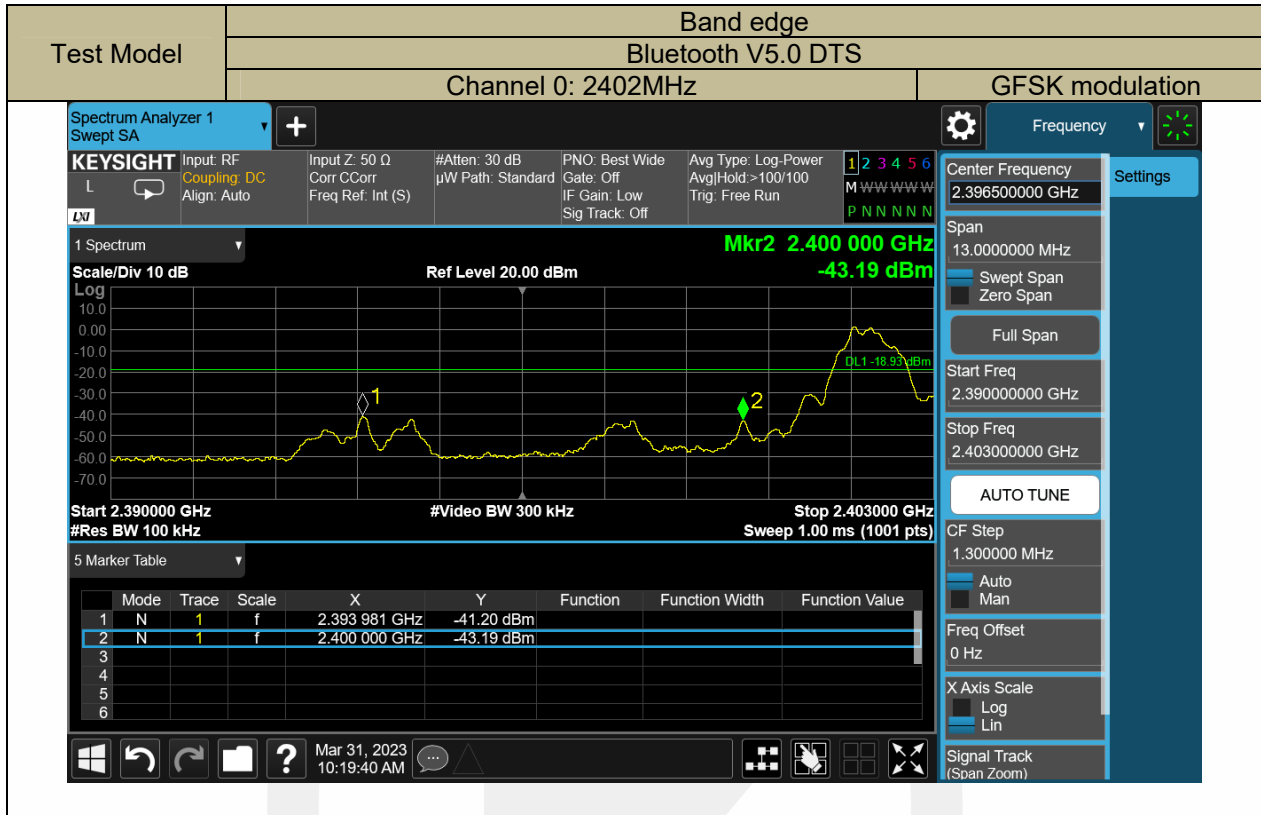 Test Model
Band edge
Bluetooth V5.0 DTS
Channel 0: 2402MHz
GFSK modulation
Spectrum Analyzer 1
Swept SA
Frequency
KEYSIGHT
L
LXI
Input: RF
Coupling: DC
Align: Auto
Input Z: 50 Ω
Corr CCorr
Freq Ref: Int (S)
#Atten: 30 dB
µW Path: Standard
PNO: Best Wide
Gate: Off
IF Gain: Low
Sig Track: Off
Avg Type: Log-Power
Avg|Hold:>100/100
Trig: Free Run
1 2 3 4 5 6
M W W W W W
P N N N N N
1 Spectrum
Mkr2 2.400 000 GHz
Scale/Div 10 dB
Ref Level 20.00 dBm
-43.19 dBm
Log
10.0
0.00
-10.0
-20.0
-30.0
-40.0
-50.0
-60.0
-70.0
DL1 -18.93 dBm
1
2
Start 2.390000 GHz
#Video BW 300 kHz
Stop 2.403000 GHz
#Res BW 100 kHz
Sweep 1.00 ms (1001 pts)
5 Marker Table
Mode Trace Scale X Y Function Function Width Function Value
1 N 1 f 2.393 981 GHz -41.20 dBm
2 N 1 f 2.400 000 GHz -43.19 dBm
3
4
5
6
?
Mar 31, 2023
10:19:40 AM
Center Frequency
2.396500000 GHz
Settings
Span
13.0000000 MHz
Swept Span
Zero Span
Full Span
Start Freq
2.390000000 GHz
Stop Freq
2.403000000 GHz
AUTO TUNE
CF Step
1.300000 MHz
Auto
Man
Freq Offset
0 Hz
X Axis Scale
Log
Lin
Signal Track
(Span Zoom)